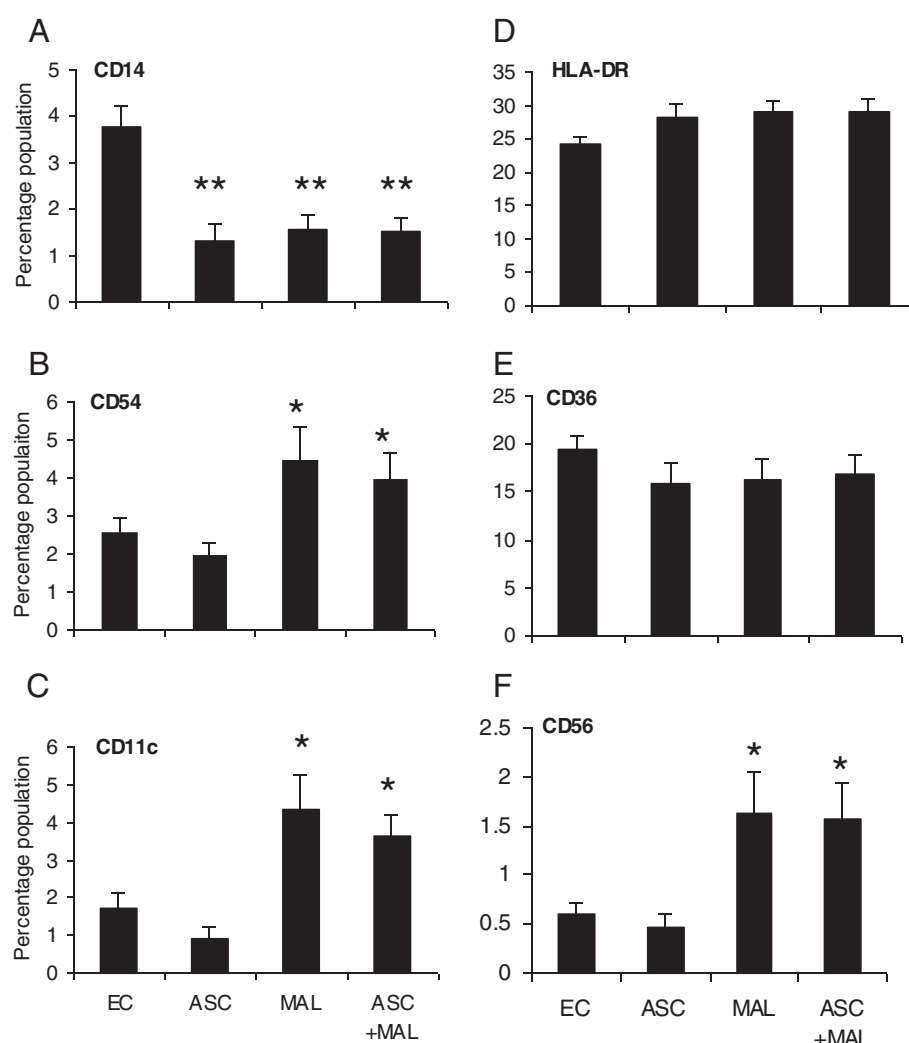 A
CD14
Percentage population
5
4
3
2
1
0
**
**
**
B
CD54
Percentage populaiton
6
5
4
3
2
1
0
*
*
C
CD11c
Percentage population
6
5
4
3
2
1
0
*
*
EC
ASC
MAL
ASC
+MAL
D
HLA-DR
35
30
25
20
15
10
5
0
E
CD36
25
20
15
10
5
0
F
CD56
2.5
2
1.5
1
0.5
0
*
*
EC
ASC
MAL
ASC
+MAL